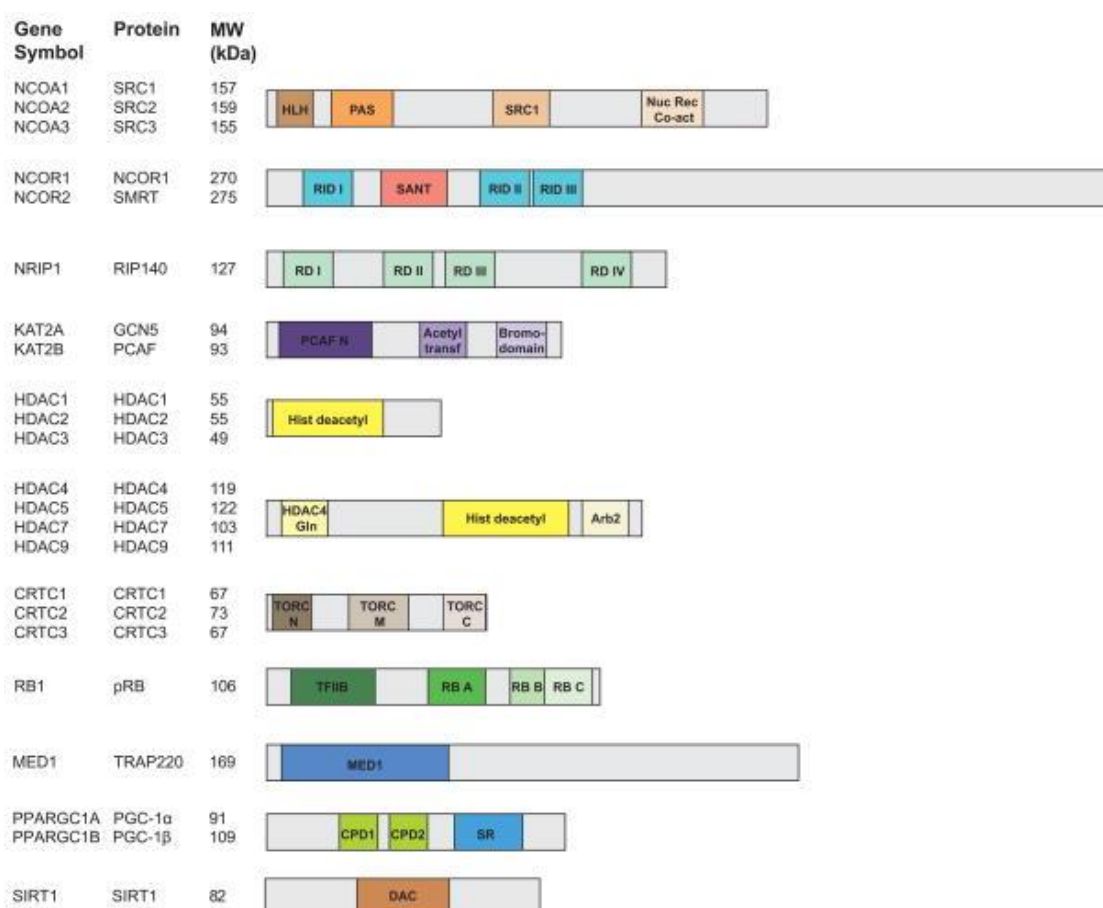 Gene Symbol Protein MW (kDa)
NCOA1 SRC1 157
NCOA2 SRC2 159
NCOA3 SRC3 155
HLH PAS SRC1 Nuc Rec Co-act
NCOR1 NCOR1 270
NCOR2 SMRT 275
RID I SANT RID II RID III
NRIP1 RIP140 127
RD I RD II RD III RD IV
KAT2A GCN5 94
KAT2B PCAF 93
PCAF N Acetyl transf Bromo-domain
HDAC1 HDAC1 55
HDAC2 HDAC2 55
HDAC3 HDAC3 49
Hist deacetyl
HDAC4 HDAC4 119
HDAC5 HDAC5 122
HDAC7 HDAC7 103
HDAC9 HDAC9 111
HDAC4 Gln Hist deacetyl Arb2
CRTC1 CRTC1 67
CRTC2 CRTC2 73
CRTC3 CRTC3 67
TORC N TORC M TORC C
RB1 pRB 106
TFIIB RB A RB B RB C
MED1 TRAP220 169
MED1
PPARGC1A PGC-1α 91
PPARGC1B PGC-1β 109
CPD1 CPD2 SR
SIRT1 SIRT1 82
DAC